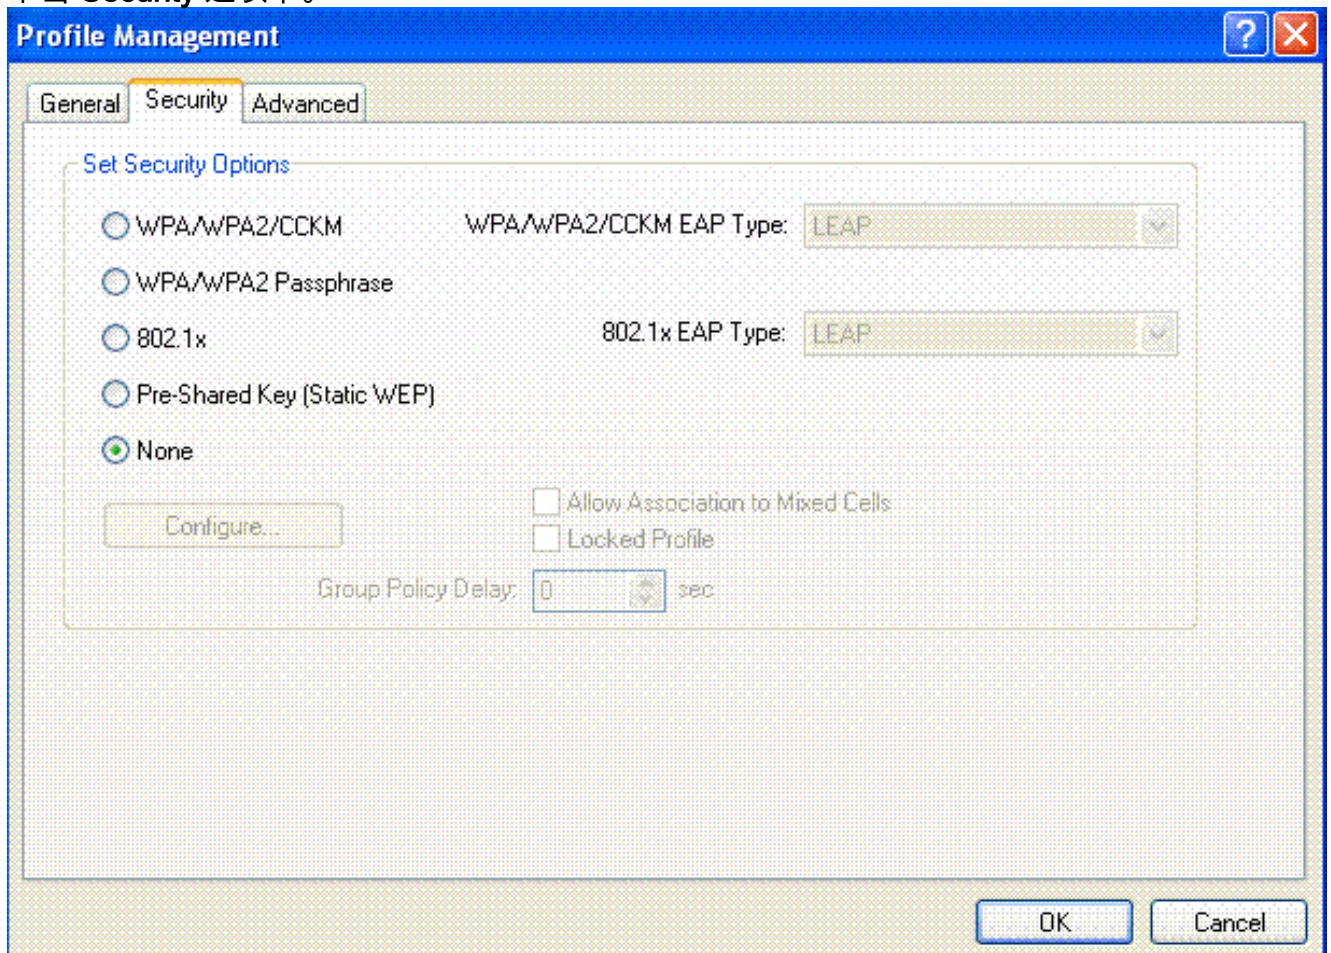 Security
Profile Management
General Security Advanced
Set Security Options
WPA/WPA2/CCKM WPA/WPA2/CCKM EAP Type: LEAP
WPA/WPA2 Passphrase
802.1x 802.1x EAP Type: LEAP
Pre-Shared Key (Static WEP)
None
Configure... Allow Association to Mixed Cells
Locked Profile
Group Policy Delay: 0 sec
OK Cancel